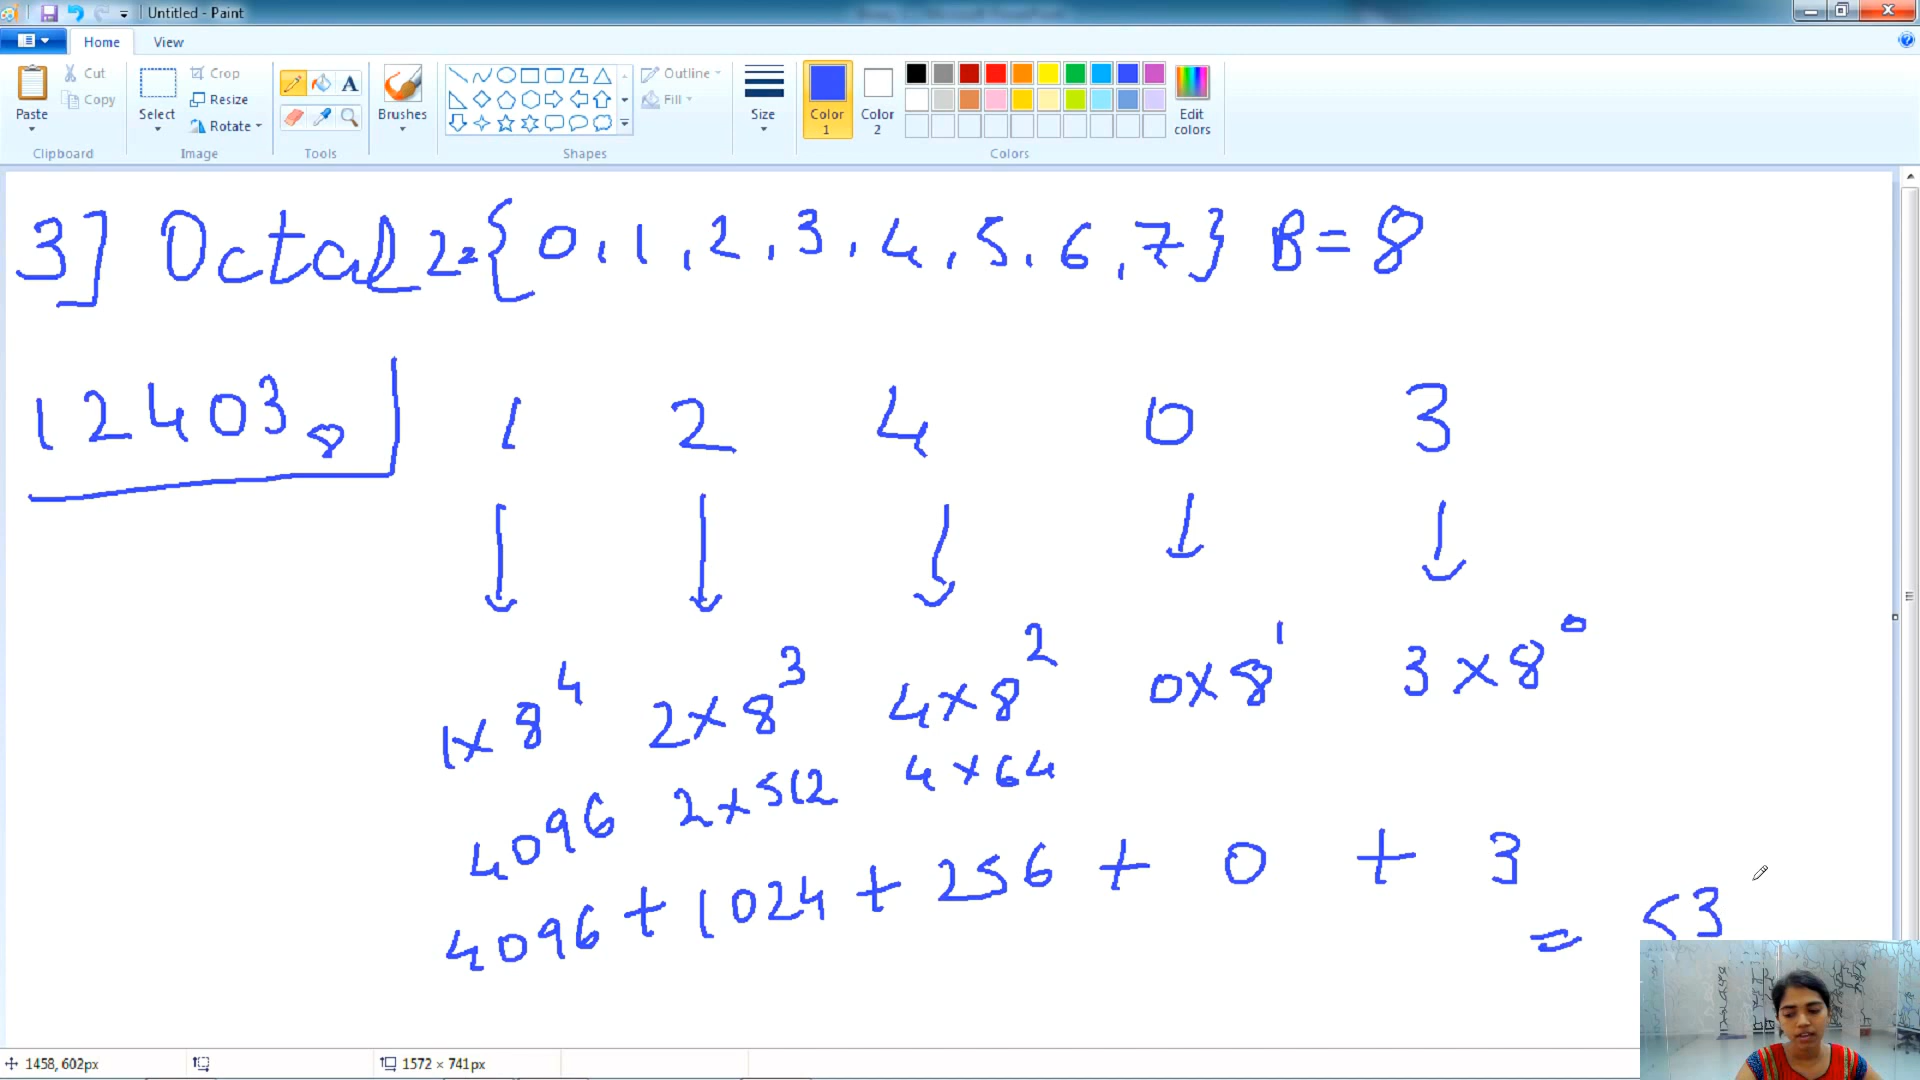 Untitled - Paint
Home View
Paste Cut Copy Select Crop Resize Rotate Brushes Outline Fill Size Color 1 Color 2 Edit colors
Clipboard Image Tools Shapes Colors
3] Octal 2={0,1,2,3,4,5,6,7} B=8
12403₈ 1 2 4 0 3
1×8⁴ 2×8³ 4×8² 0×8¹ 3×8⁰
4096 2×512 4×64
4096 + 1024 + 256 + 0 + 3
= 53
1458, 602px 1572 × 741px